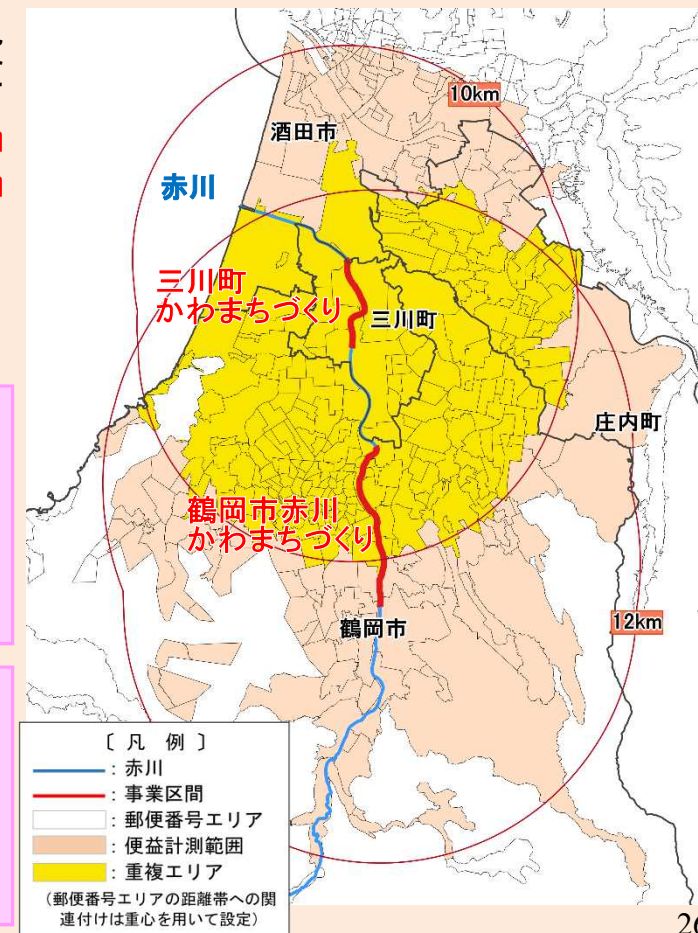 10km
酒田市
赤川
三川町
かわまちづくり
三川町
庄内町
鶴岡市赤川
かわまちづくり
12km
鶴岡市
〔 凡 例 〕
：赤川
：事業区間
：郵便番号エリア
：便益計測範囲
：重複エリア
（郵便番号エリアの距離帯への関
連付けは重心を用いて設定）